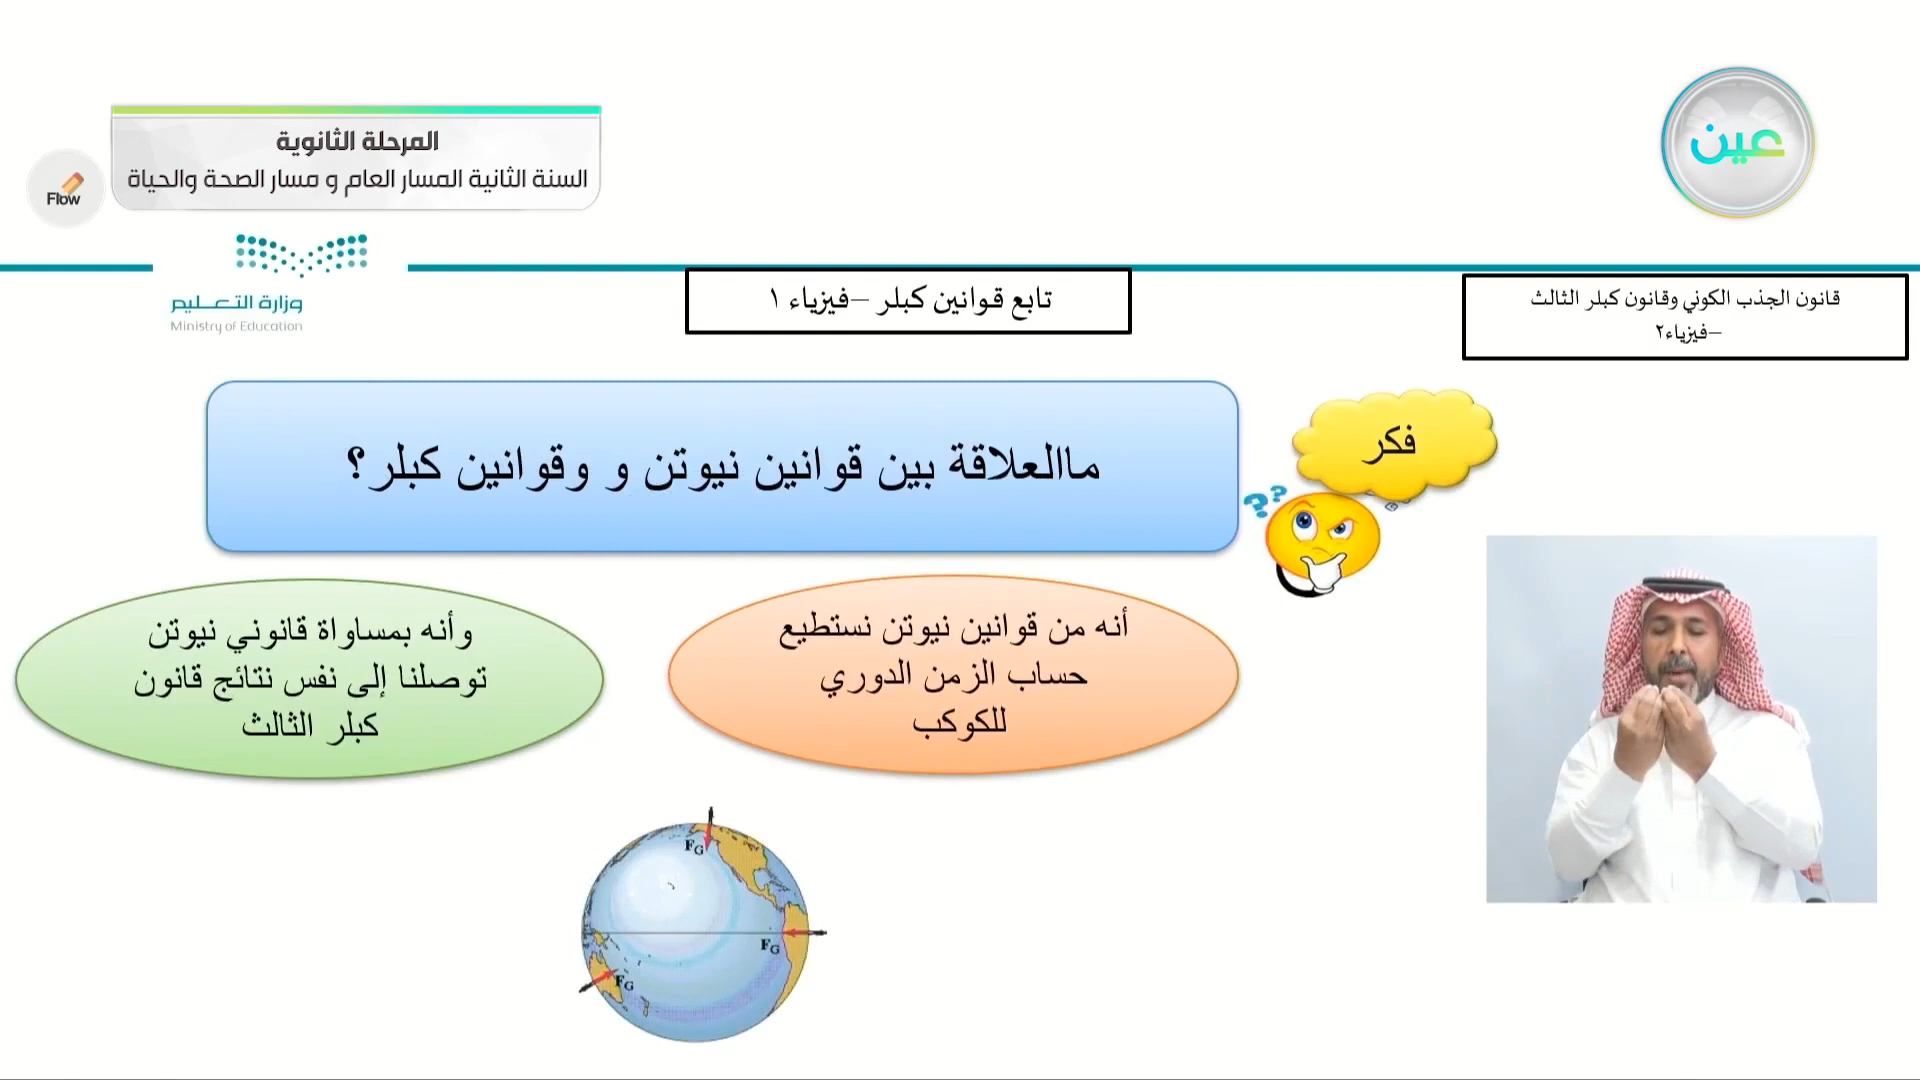 المرحلة الثانوية
السنة الثانية المسار العام و مسار الصحة والحياة
Flow
عين
وزارة التعليم
Ministry of Education
تابع قوانين كبلر –فيزياء ١
قانون الجذب الكوني وقانون كبلر الثالث
–فيزياء٢
فكر
ماالعلاقة بين قوانين نيوتن و وقوانين كبلر؟
??
أنه من قوانين نيوتن نستطيع
حساب الزمن الدوري
للكوكب
وأنه بمساواة قانوني نيوتن
توصلنا إلى نفس نتائج قانون
كبلر الثالث
FG
FG
FG